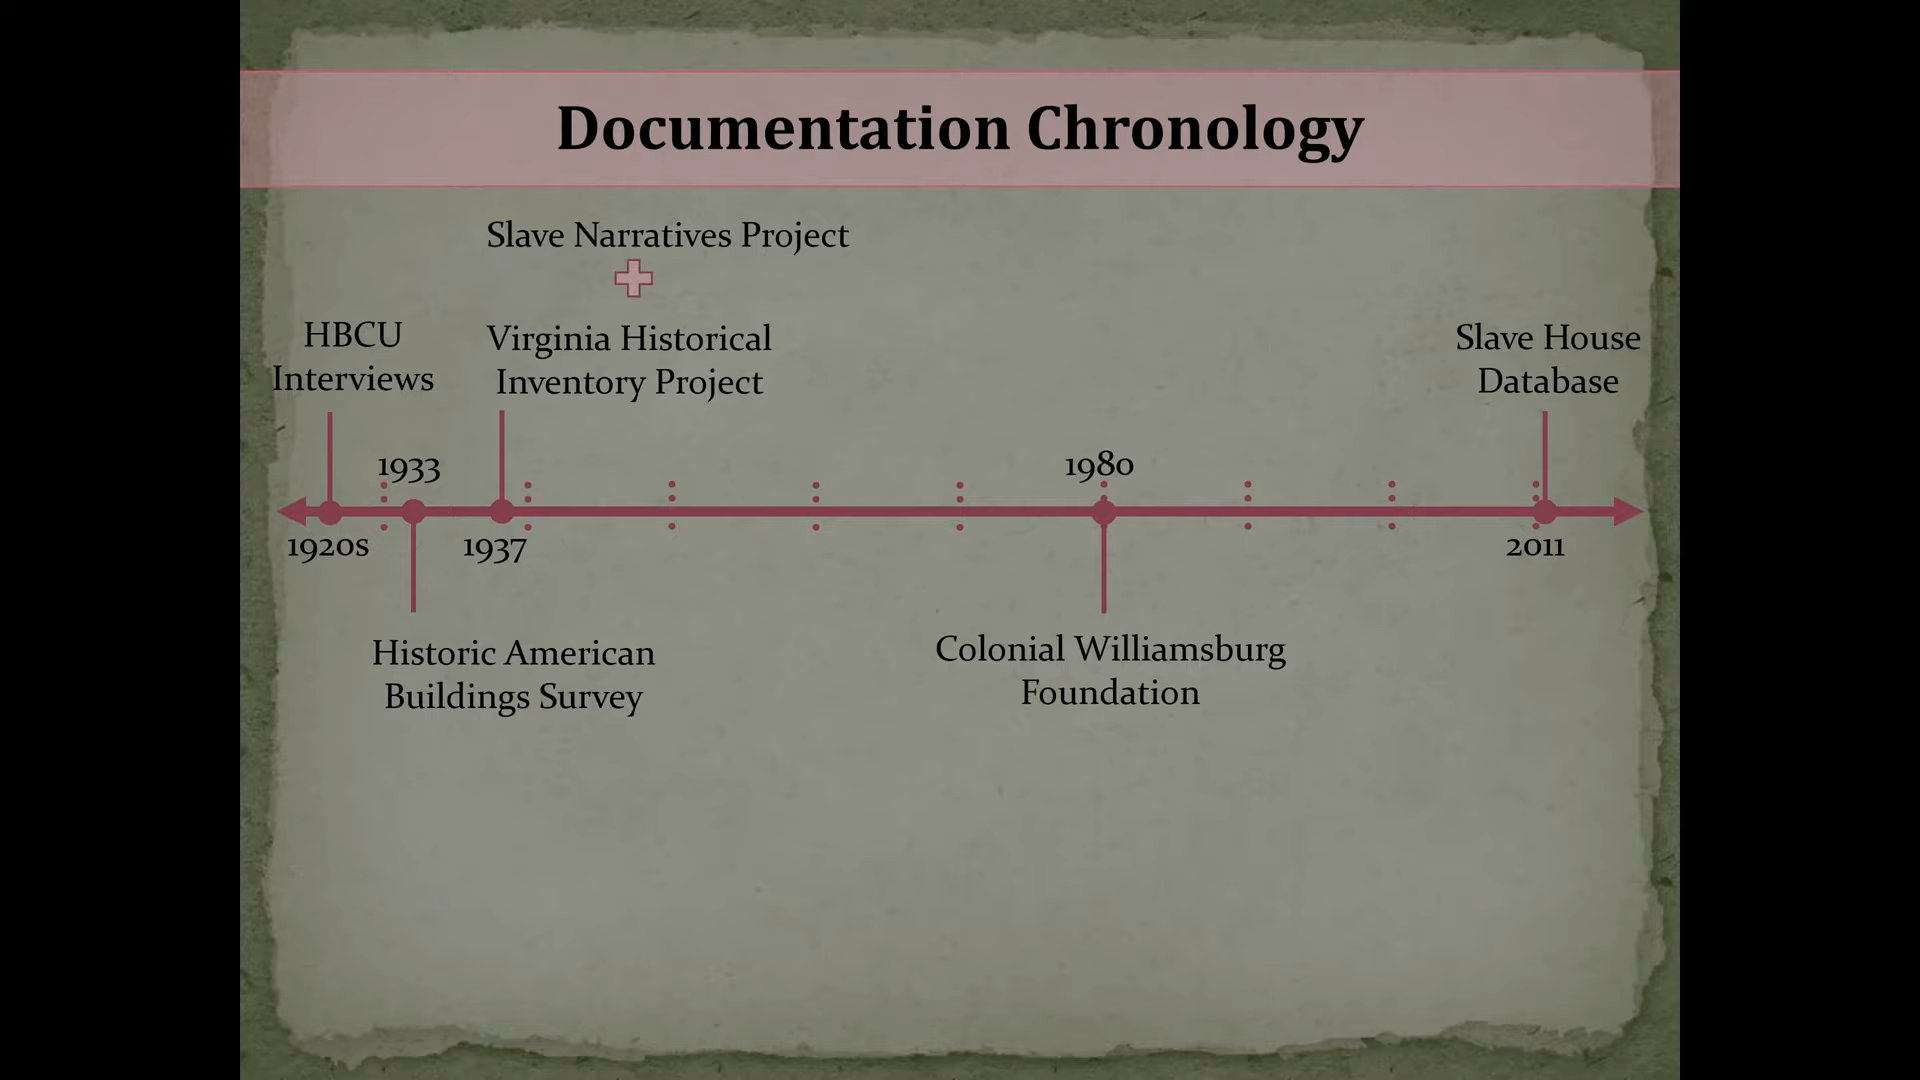 Documentation Chronology
Slave Narratives Project
HBCU
Interviews
Virginia Historical
Inventory Project
Slave House
Database
1933
1980
1920s
1937
2011
Historic American
Buildings Survey
Colonial Williamsburg
Foundation